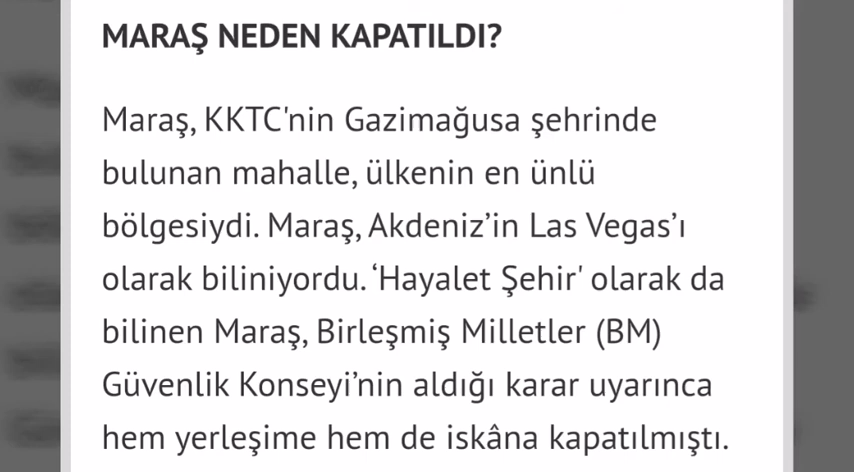 MARAŞ NEDEN KAPATILDI?
Maraş, KKTC'nin Gazimağusa şehrinde
bulunan mahalle, ülkenin en ünlü
bölgesiydi. Maraş, Akdeniz’in Las Vegas’ı
olarak biliniyordu. ‘Hayalet Şehir' olarak da
bilinen Maraş, Birleşmiş Milletler (BM)
Güvenlik Konseyi’nin aldığı karar uyarınca
hem yerleşime hem de iskâna kapatılmıştı.